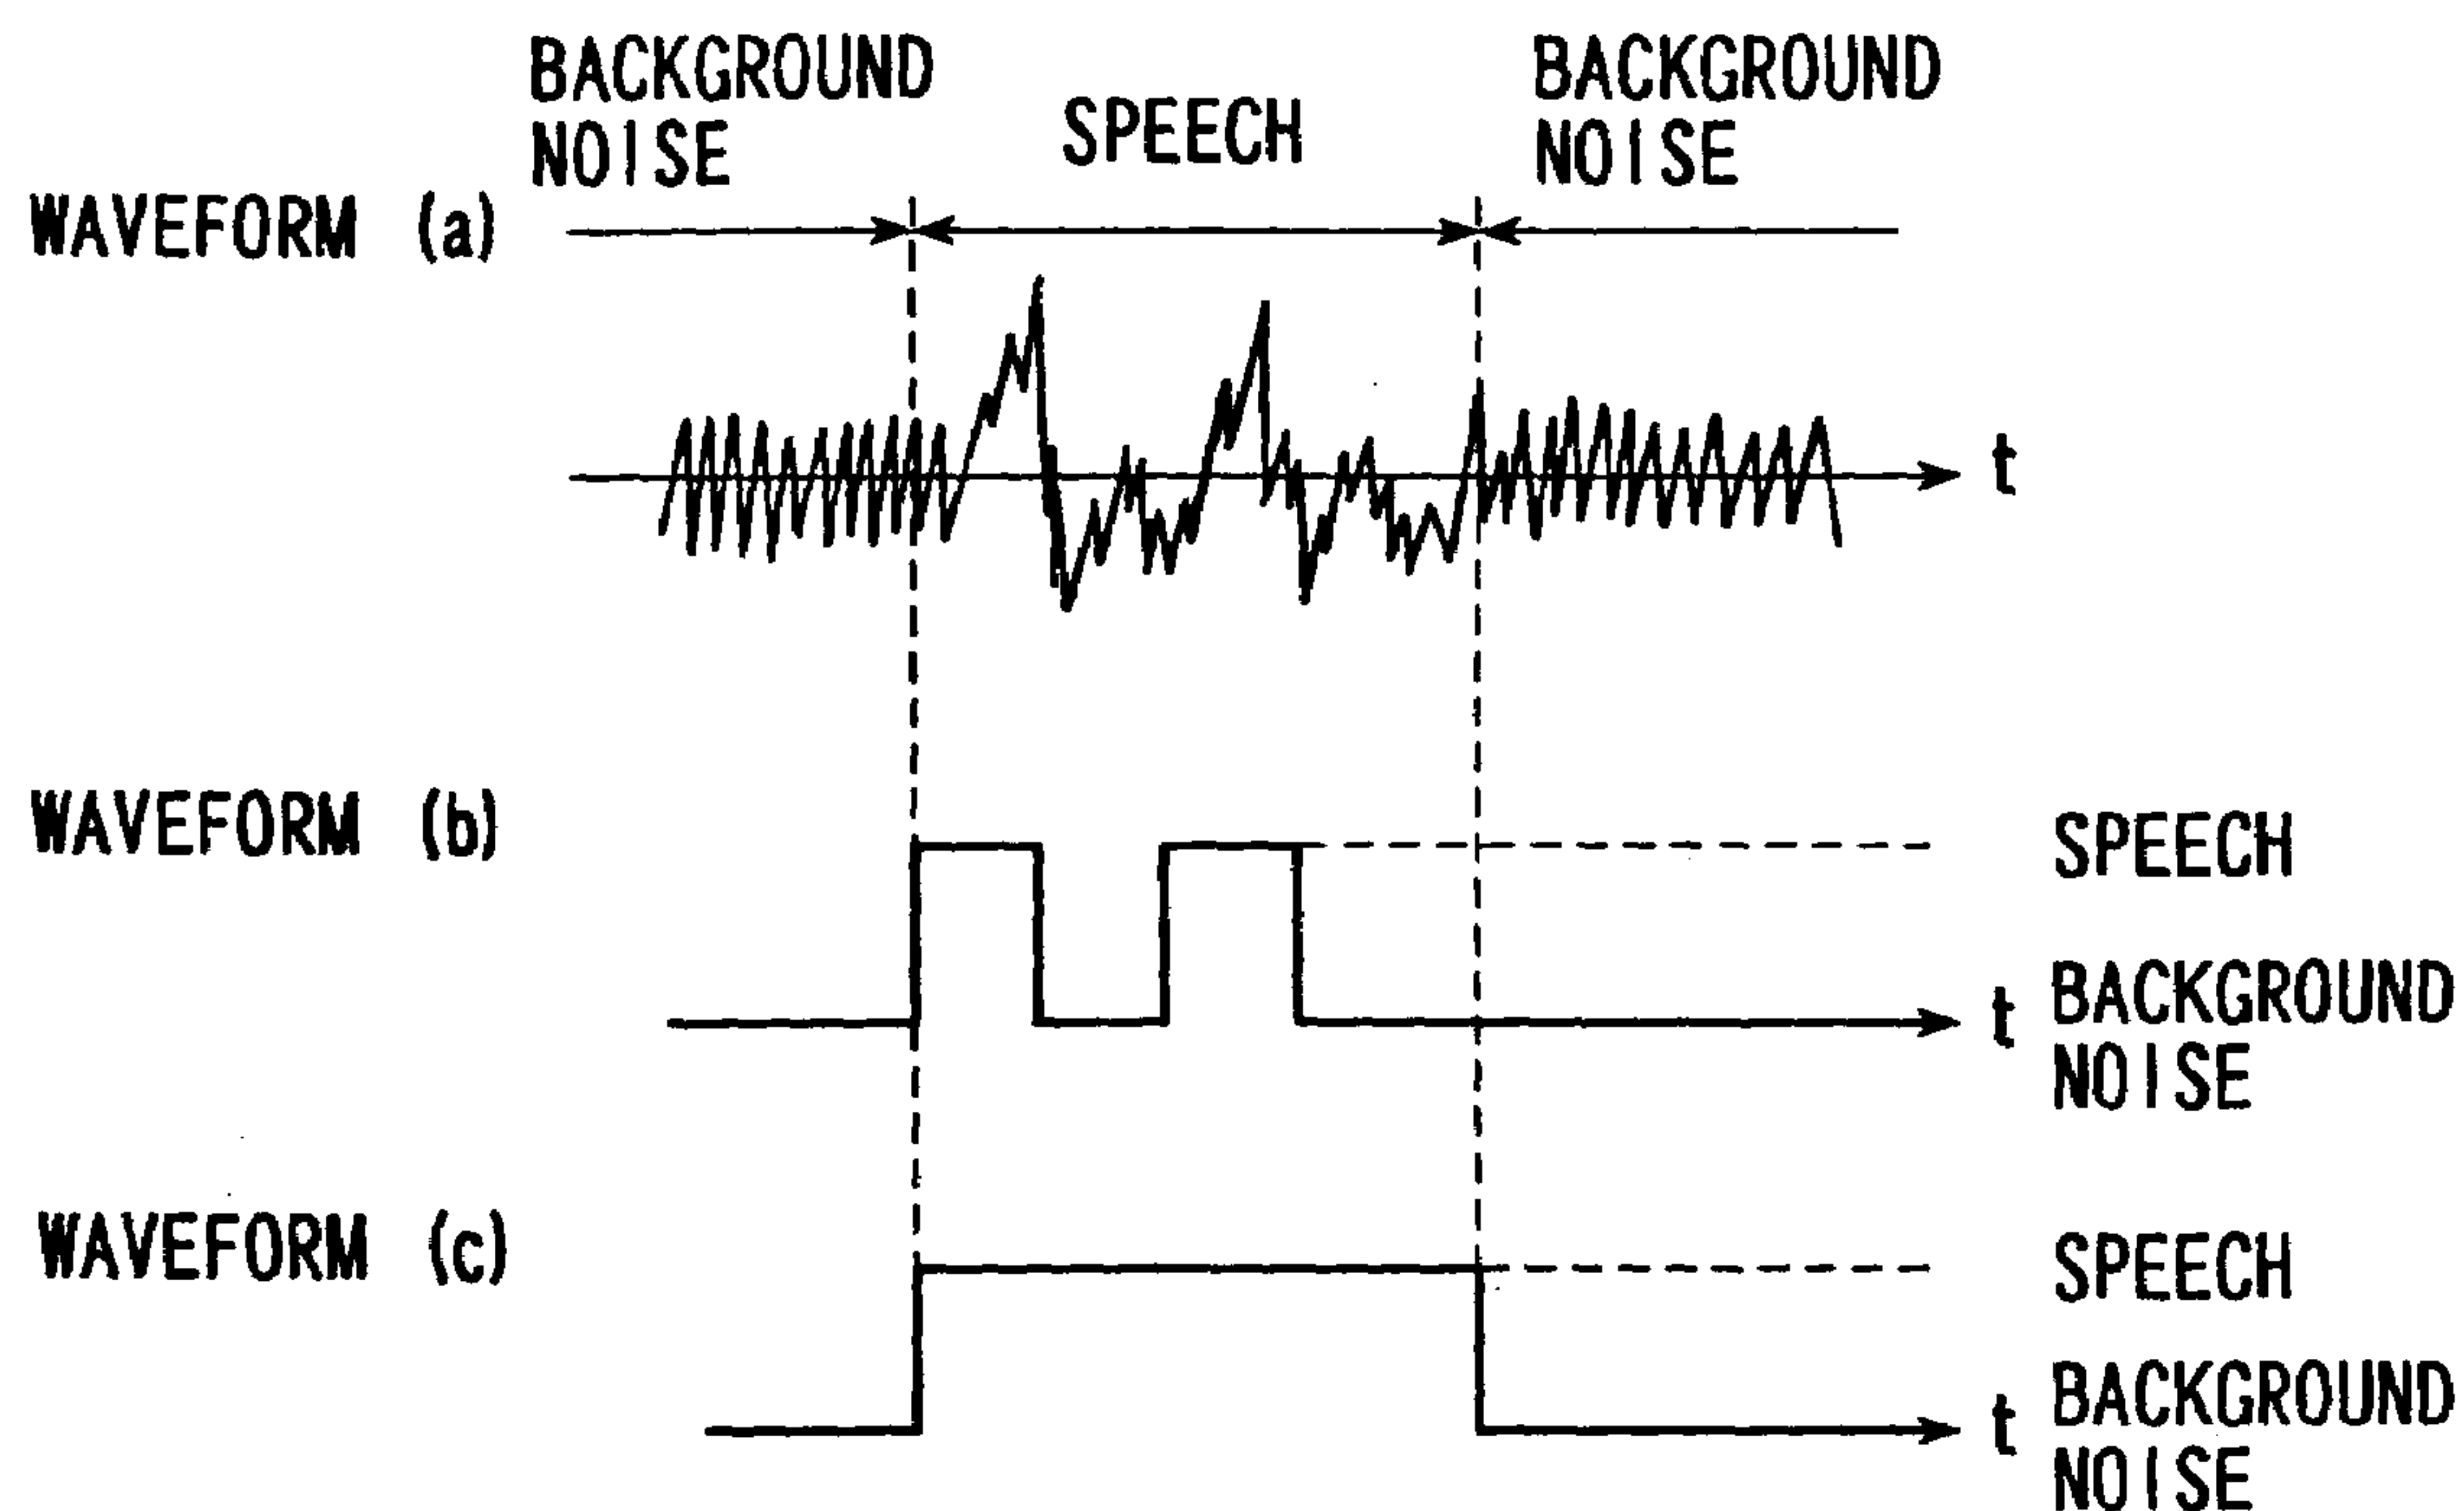 BACKGROUND
NOISE
SPEECH
BACKGROUND
NOISE
WAVEFORM (a)
t
WAVEFORM (b)
SPEECH
t
BACKGROUND
NOISE
WAVEFORM (c)
SPEECH
t
BACKGROUND
NOISE